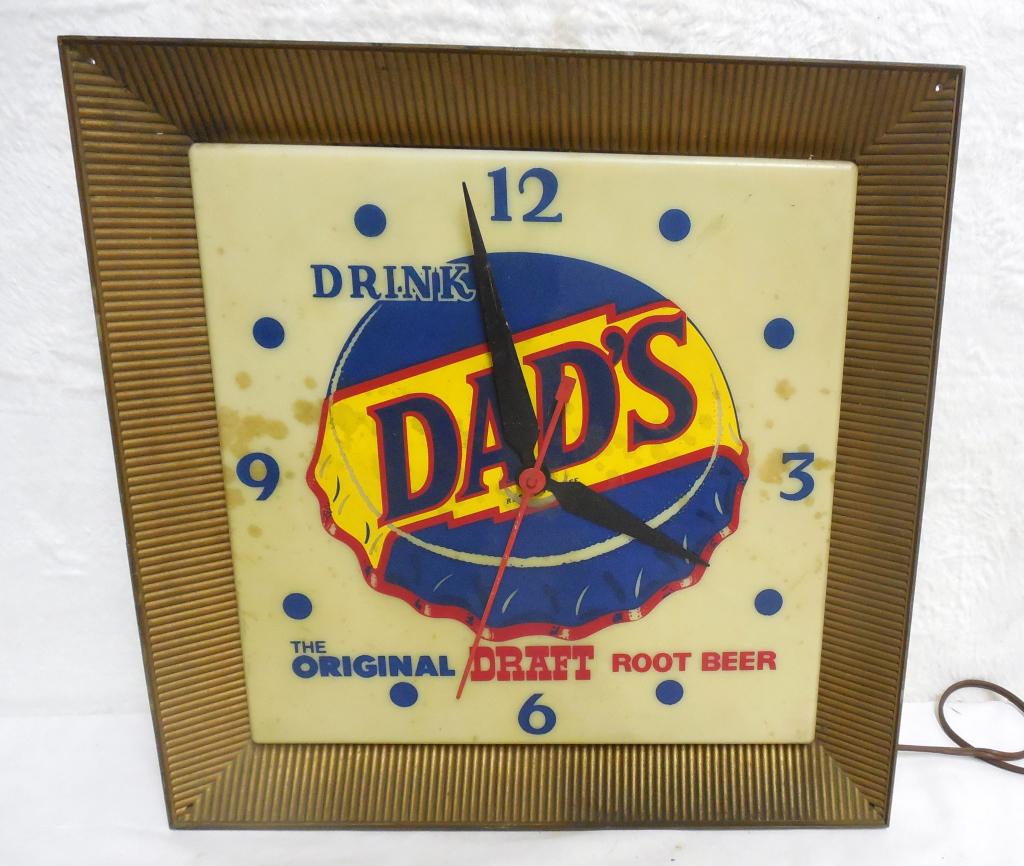 12
DRINK
DAD'S
9
3
THE
ORIGINAL DRAFT ROOT BEER
6